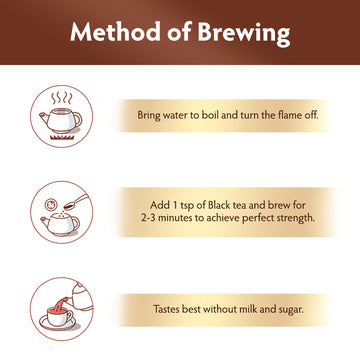 Method of Brewing
Bring water to boil and turn the flame off.
Add 1 tsp of Black tea and brew for
2-3 minutes to achieve perfect strength.
Tastes best without milk and sugar.